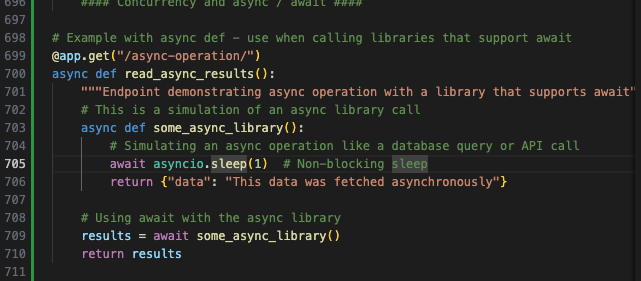 696 #### Concurrency and async / await ####
697
698 # Example with async def - use when calling libraries that support await
699 @app.get("/async-operation/")
700 async def read_async_results():
701 """Endpoint demonstrating async operation with a library that supports await"
702 # This is a simulation of an async library call
703 async def some_async_library():
704 # Simulating an async operation like a database query or API call
705 await asyncio.sleep(1)  # Non-blocking sleep
706 return {"data": "This data was fetched asynchronously"}
707
708 # Using await with the async library
709 results = await some_async_library()
710 return results
711